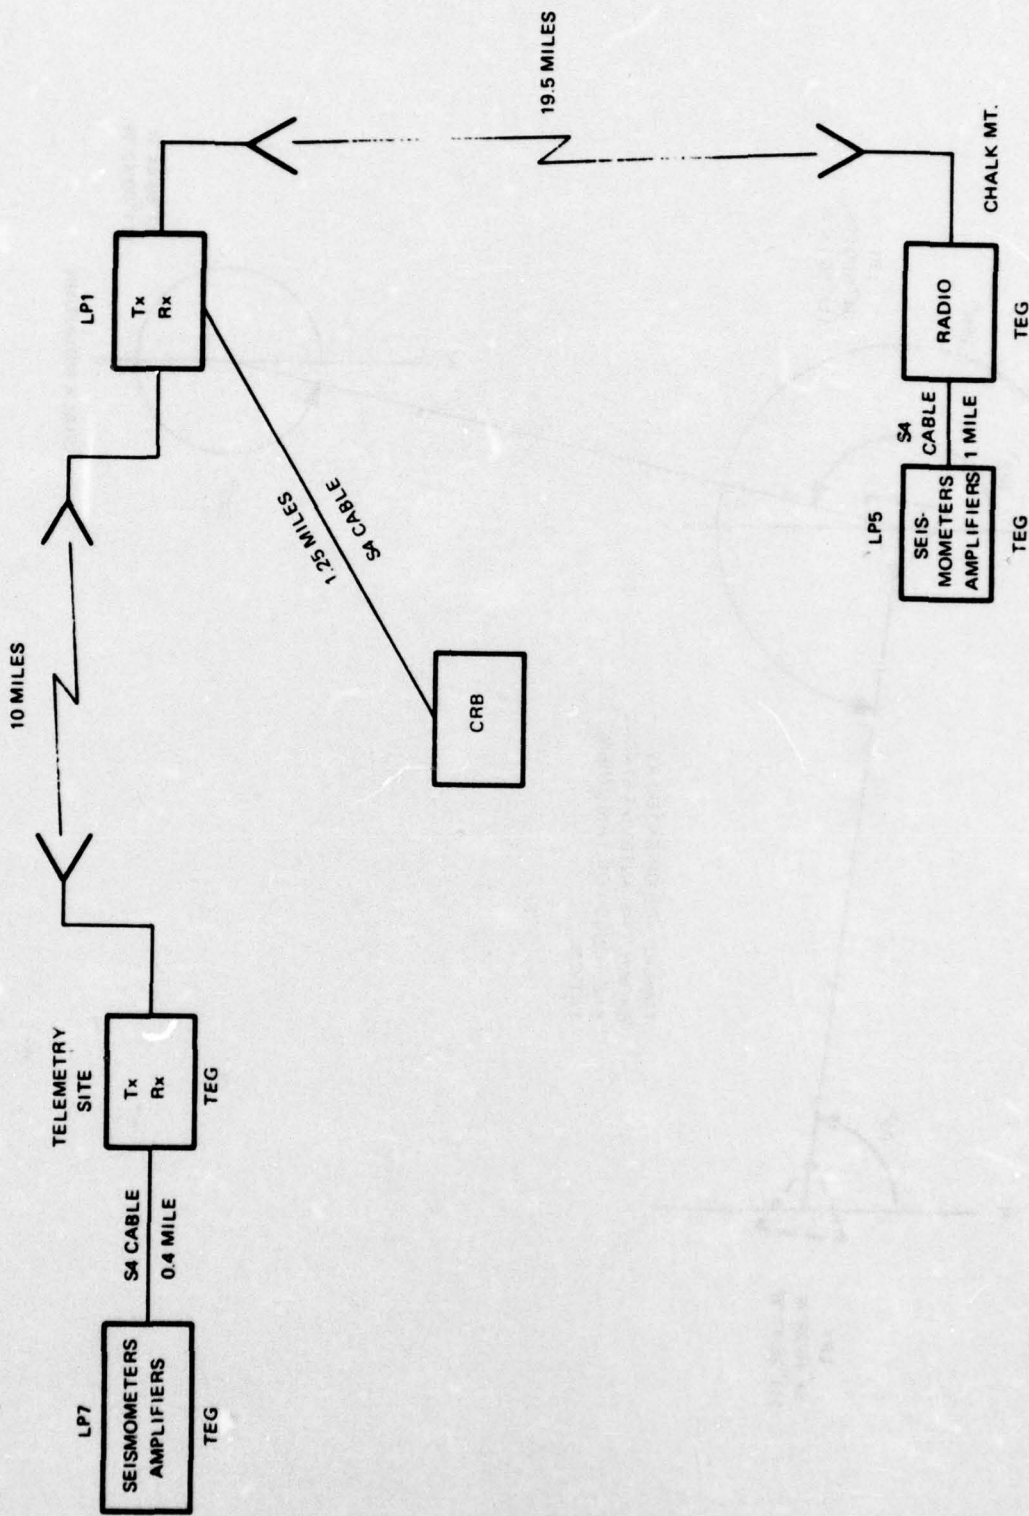 10 MILES
LP7
SEISMOMETERS
AMPLIFIERS
TEG
S4 CABLE
0.4 MILE
TELEMETRY
SITE
Tx
Rx
TEG
LP1
Tx
Rx
1.25 MILES
S4 CABLE
CRB
19.5 MILES
LP5
SEIS-
MOMETERS
AMPLIFIERS
TEG
S4
CABLE
1 MILE
RADIO
TEG
CHALK MT.